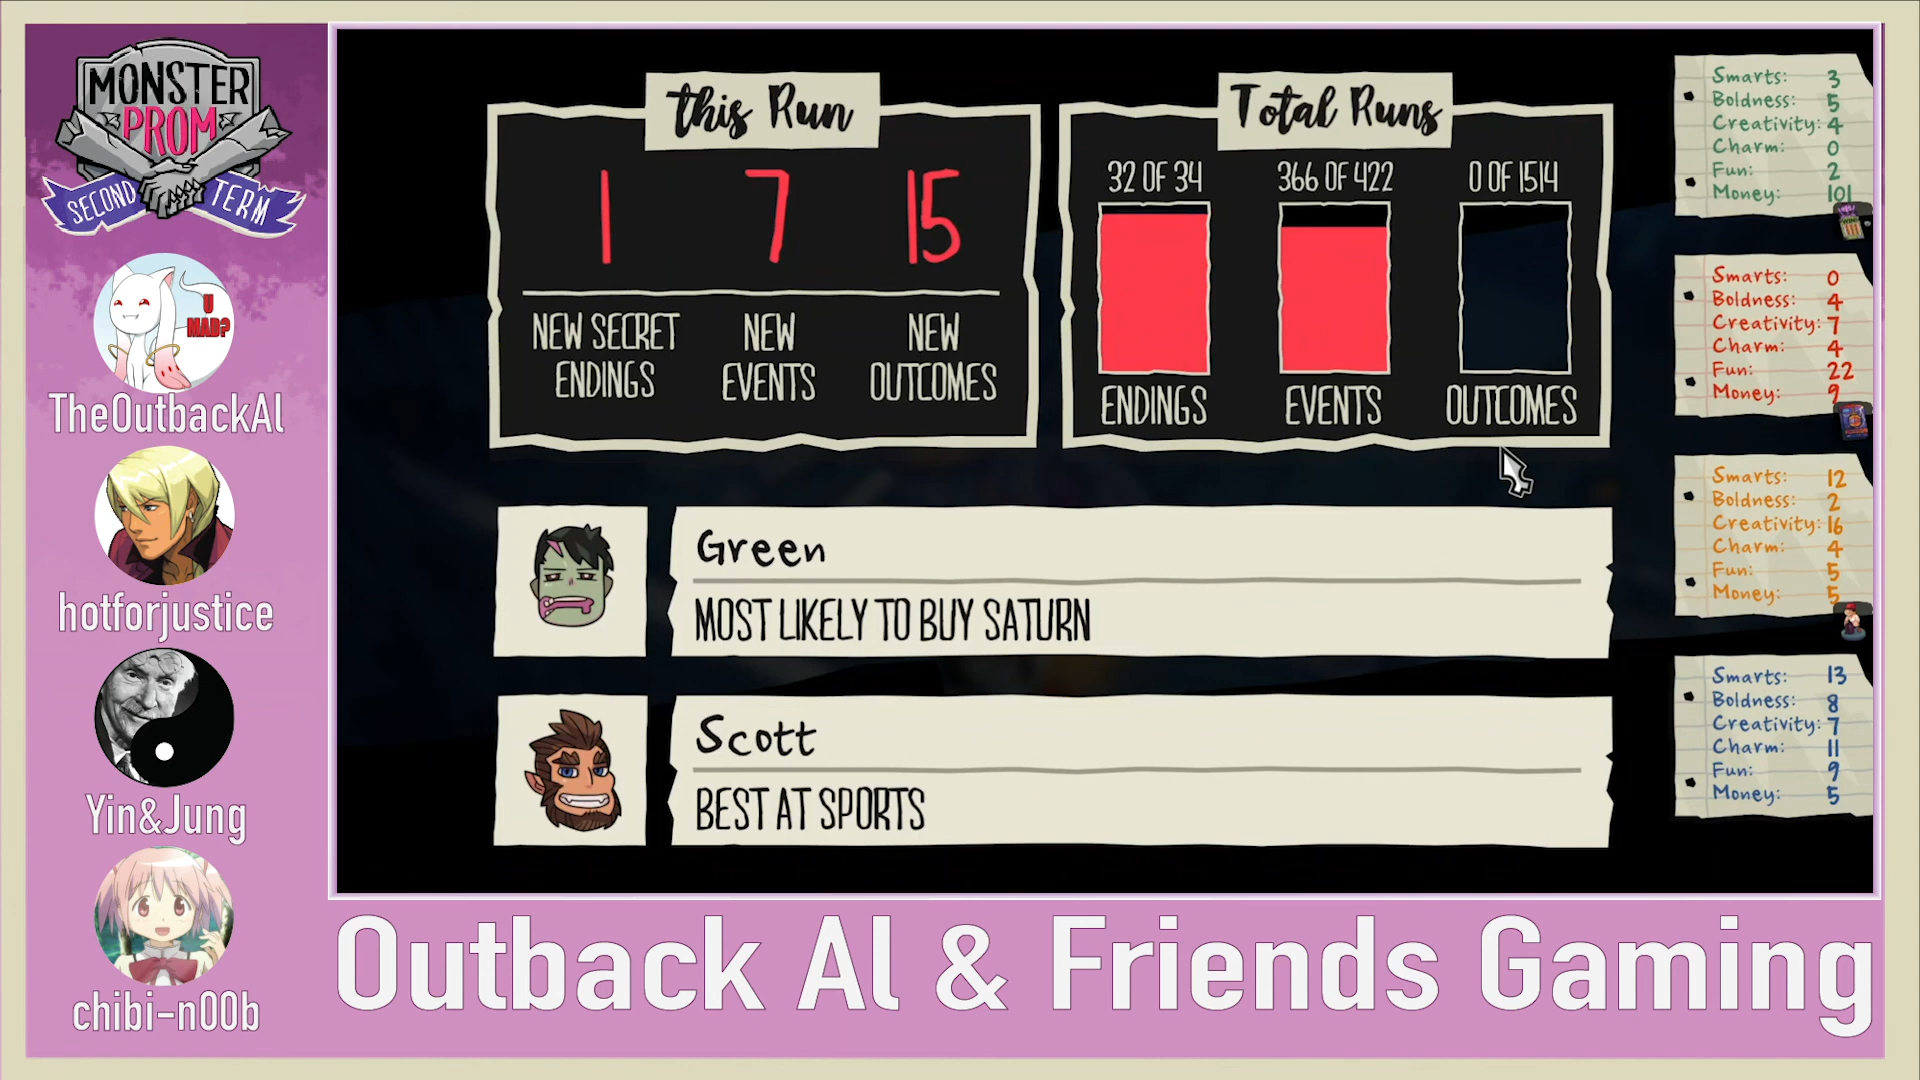 MONSTER
PROM
SECOND TERM
U
MAD?
TheOutbackAl
hotforjustice
Yin&Jung
chibi-n00b
this Run
1 7 15
NEW SECRET ENDINGS
NEW EVENTS
NEW OUTCOMES
Total Runs
32 OF 34
366 OF 422
0 OF 1514
ENDINGS
EVENTS
OUTCOMES
Green
MOST LIKELY TO BUY SATURN
Scott
BEST AT SPORTS
Smarts: 3
Boldness: 5
Creativity: 4
Charm: 0
Fun: 2
Money: 101
Smarts: 0
Boldness: 4
Creativity: 7
Charm: 4
Fun: 22
Money: 9
Smarts: 12
Boldness: 2
Creativity: 16
Charm: 4
Fun: 5
Money: 5
Smarts: 13
Boldness: 8
Creativity: 7
Charm: 11
Fun: 9
Money: 5
Outback Al & Friends Gaming